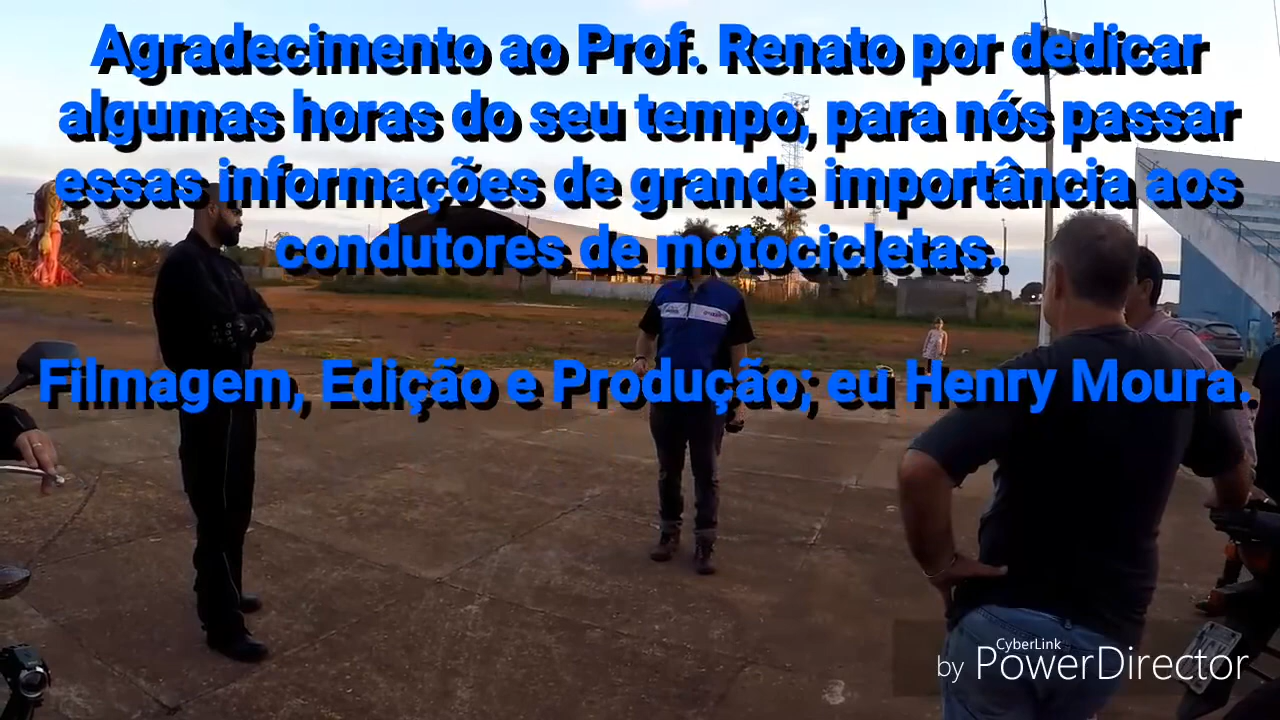 Agradecimento ao Prof. Renato por dedicar
algumas horas do seu tempo, para nós passar
essas informações de grande importância aos
condutores de motocicletas.
Filmagem, Edição e Produção; eu Henry Moura.
CyberLink
by PowerDirector